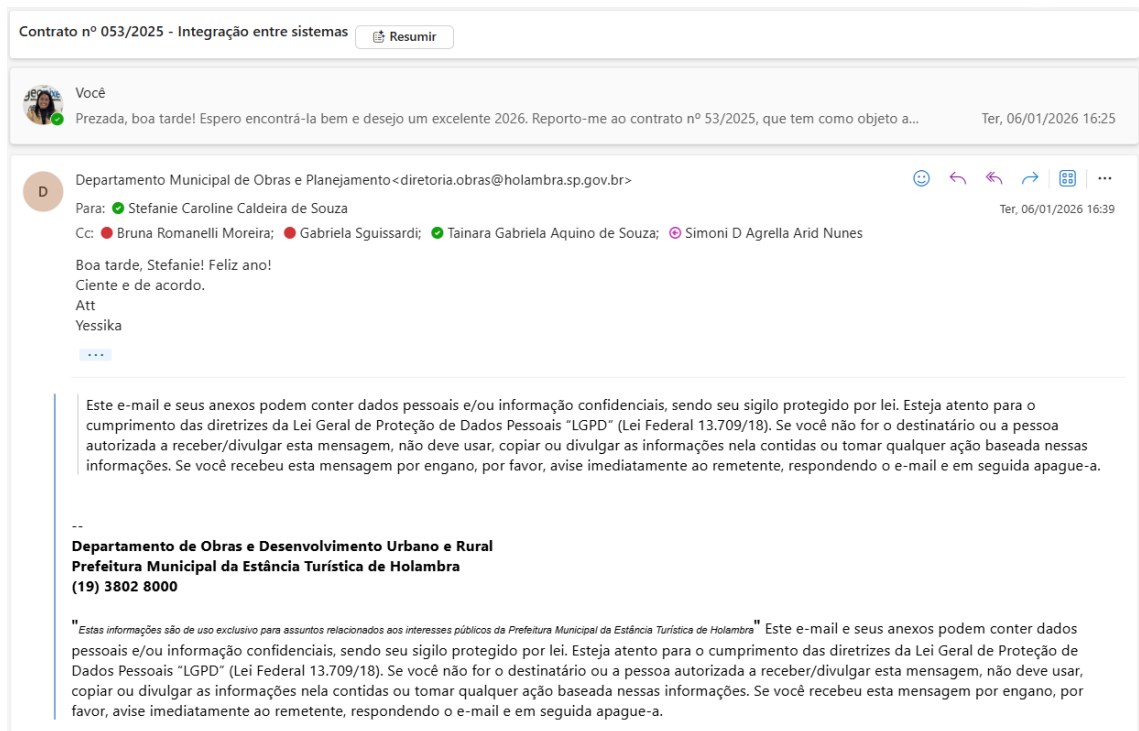 Contrato nº 053/2025 - Integração entre sistemas
Resumir
Você
Prezada, boa tarde! Espero encontrá-la bem e desejo um excelente 2026. Reporto-me ao contrato nº 53/2025, que tem como objeto a...
Ter, 06/01/2026 16:25
D
Departamento Municipal de Obras e Planejamento<diretoria.obras@holambra.sp.gov.br>
Para: Stefanie Caroline Caldeira de Souza
Ter, 06/01/2026 16:39
Cc: Bruna Romanelli Moreira; Gabriela Sguissardi; Tainara Gabriela Aquino de Souza; Simoni D Agrella Arid Nunes
Boa tarde, Stefanie! Feliz ano!
Ciente e de acordo.
Att
Yessika
...
Este e-mail e seus anexos podem conter dados pessoais e/ou informação confidenciais, sendo seu sigilo protegido por lei. Esteja atento para o
cumprimento das diretrizes da Lei Geral de Proteção de Dados Pessoais "LGPD" (Lei Federal 13.709/18). Se você não for o destinatário ou a pessoa
autorizada a receber/divulgar esta mensagem, não deve usar, copiar ou divulgar as informações nela contidas ou tomar qualquer ação baseada nessas
informações. Se você recebeu esta mensagem por engano, por favor, avise imediatamente ao remetente, respondendo o e-mail e em seguida apague-a.
--
Departamento de Obras e Desenvolvimento Urbano e Rural
Prefeitura Municipal da Estância Turística de Holambra
(19) 3802 8000
"Estas informações são de uso exclusivo para assuntos relacionados aos interesses públicos da Prefeitura Municipal da Estância Turística de Holambra" Este e-mail e seus anexos podem conter dados
pessoais e/ou informação confidenciais, sendo seu sigilo protegido por lei. Esteja atento para o cumprimento das diretrizes da Lei Geral de Proteção de
Dados Pessoais "LGPD" (Lei Federal 13.709/18). Se você não for o destinatário ou a pessoa autorizada a receber/divulgar esta mensagem, não deve usar,
copiar ou divulgar as informações nela contidas ou tomar qualquer ação baseada nessas informações. Se você recebeu esta mensagem por engano, por
favor, avise imediatamente ao remetente, respondendo o e-mail e em seguida apague-a.